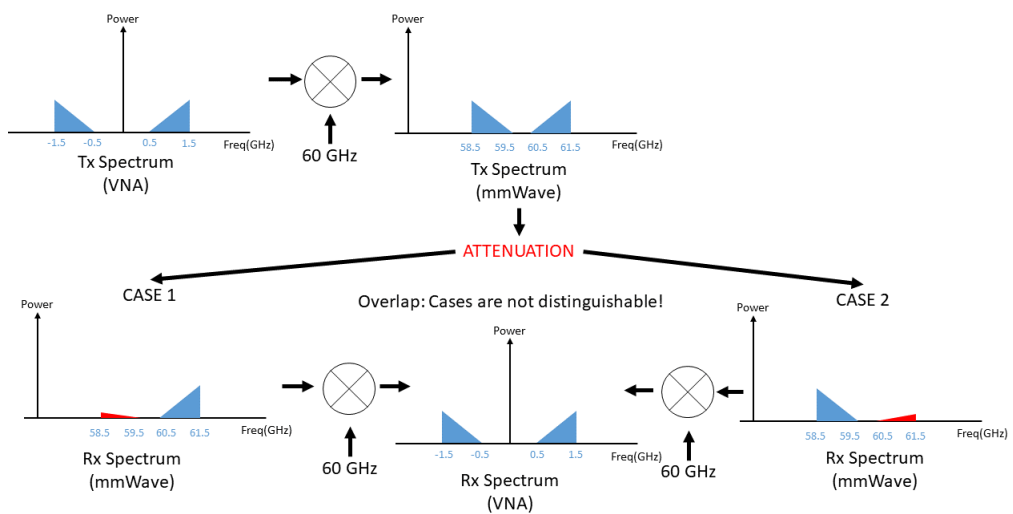 Power
-1.5 -0.5 0.5 1.5 Freq(GHz)
Tx Spectrum
(VNA)
60 GHz
Power
58.5 59.5 60.5 61.5 Freq(GHz)
Tx Spectrum
(mmWave)
ATTENUATION
CASE 1
Overlap: Cases are not distinguishable!
CASE 2
Power
58.5 59.5 60.5 61.5 Freq(GHz)
Rx Spectrum
(mmWave)
60 GHz
Power
-1.5 -0.5 0.5 1.5 Freq(GHz)
Rx Spectrum
(VNA)
60 GHz
Power
58.5 59.5 60.5 61.5 Freq(GHz)
Rx Spectrum
(mmWave)